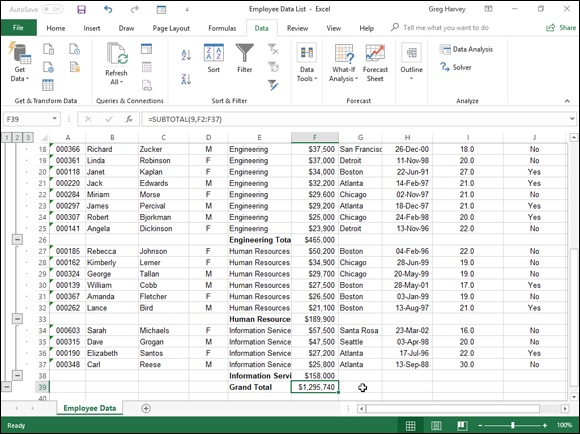 AutoSave Off Employee Data List - Excel Greg Harvey
File Home Insert Draw Page Layout Formulas Data Review View Help Tell me what you want to do Share
Get Data Refresh All Sort Filter Data Tools What-If Analysis Forecast Sheet Outline Data Analysis
Solver
Get & Transform Data Queries & Connections Sort & Filter Forecast Analyze
F39 fx =SUBTOTAL(9,F2:F37)
1 2 3 A B C D E F G H I J
18 000366 Richard Zucker M Engineering $37,500 San Francisc 26-Dec-00 18.0 No
19 000361 Linda Robinson F Engineering $37,000 Detroit 11-Nov-98 20.0 No
20 000118 Janet Kaplan F Engineering $34,000 Boston 22-Jun-91 27.0 Yes
21 000220 Jack Edwards M Engineering $32,200 Atlanta 14-Feb-97 21.0 Yes
22 000284 Miriam Morse F Engineering $29,600 Chicago 02-Nov-97 21.0 No
23 000297 James Percival M Engineering $29,200 Atlanta 18-Dec-97 21.0 Yes
24 000307 Robert Bjorkman M Engineering $25,000 Chicago 24-Feb-98 20.0 Yes
25 000141 Angela Dickinson F Engineering $23,900 Detroit 13-Nov-96 22.0 No
26 Engineering Tota $465,000
27 000185 Rebecca Johnson F Human Resources $50,200 Boston 04-Feb-96 22.0 No
28 000162 Kimberly Lerner F Human Resources $34,900 Chicago 28-Jun-99 19.0 No
29 000324 George Tallan M Human Resources $29,700 Chicago 20-May-99 19.0 No
30 000139 William Cobb M Human Resources $27,500 Boston 28-May-01 17.0 Yes
31 000367 Amanda Fletcher F Human Resources $26,500 Boston 03-Jan-99 19.0 No
32 000262 Lance Bird M Human Resources $21,100 Boston 13-Aug-97 21.0 Yes
33 Human Resourc $189,900
34 000603 Sarah Michaels F Information Service $57,500 Santa Rosa 23-Mar-02 16.0 No
35 000315 Dave Grogan M Information Service $47,500 Seattle 03-Apr-98 20.0 No
36 000190 Elizabeth Santos F Information Service $27,200 Atlanta 17-Jul-96 22.0 Yes
37 000348 Carl Reese M Information Service $25,800 Atlanta 13-Sep-88 30.0 No
38 Information Servi $158,000
39 Grand Total $1,295,740
40
Employee Data
Ready 100%